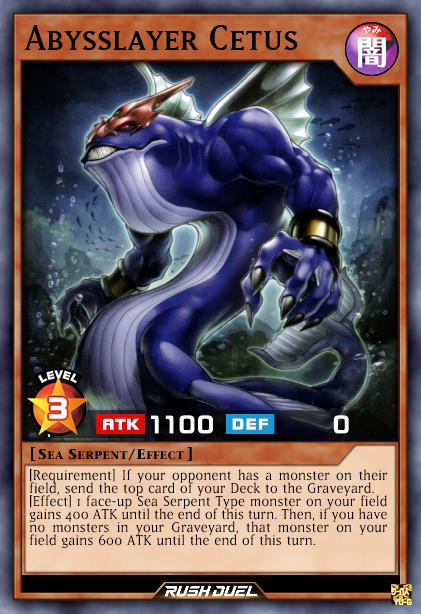 Abysslayer Cetus
やみ
闇
LEVEL
3
ATK 1100 DEF 0
[Sea Serpent/Effect]
[Requirement] If your opponent has a monster on their
field, send the top card of your Deck to the Graveyard.
[Effect] 1 face-up Sea Serpent Type monster on your field
gains 400 ATK until the end of this turn. Then, if you have
no monsters in your Graveyard, that monster on your
field gains 600 ATK until the end of this turn.
RUSH DUEL